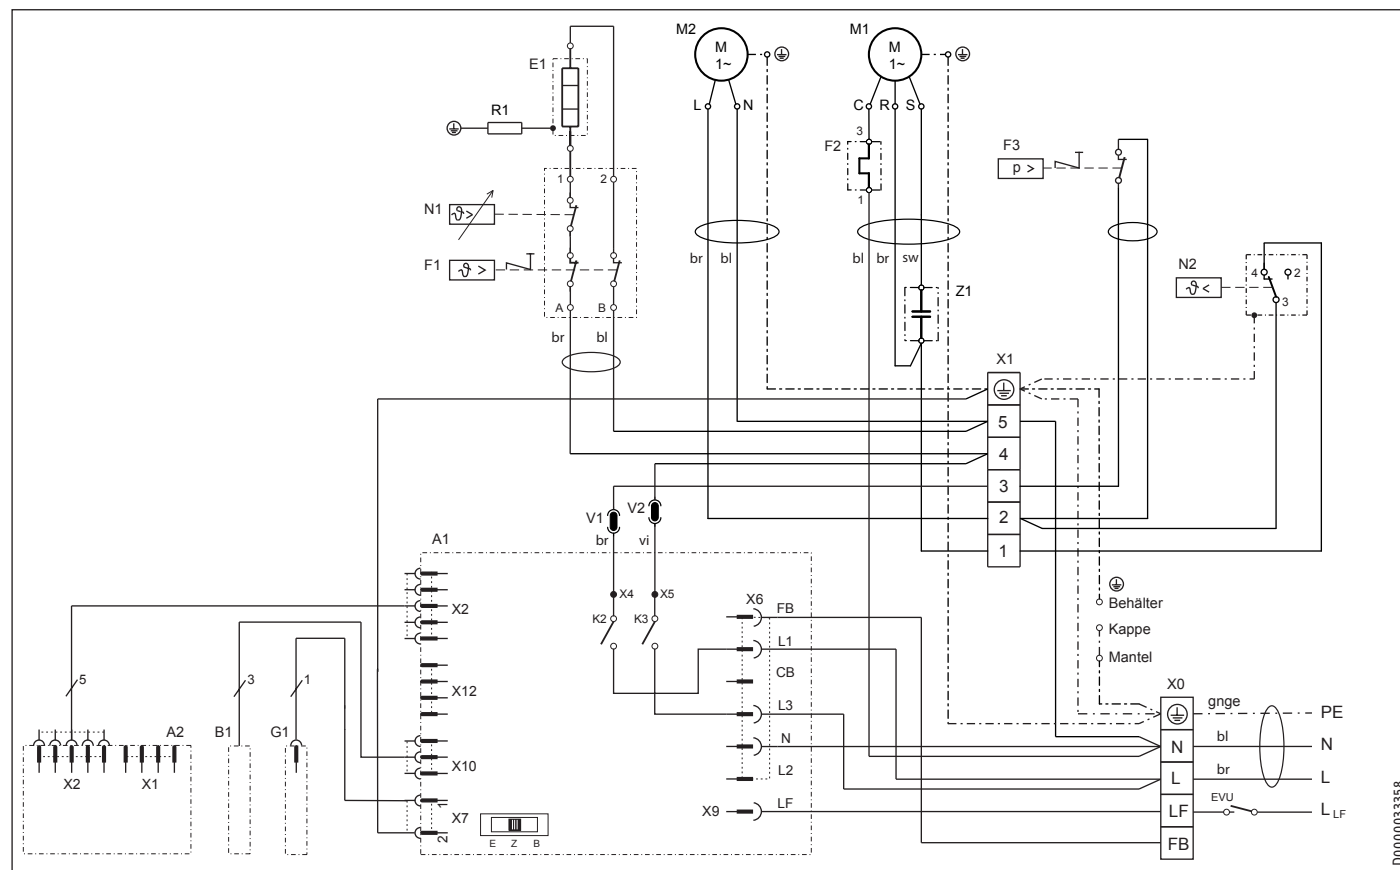 M2
M
1~
L
N
M1
M
1~
C
R
S
E1
R1
3
F2
1
F3
p >
1
2
N1
ϑ>
F1
ϑ >
A
B
br
bl
br
bl
bl
br
sw
Z1
N2
ϑ <
4
2
3
X1
5
4
3
2
1
V1
V2
br
vi
A1
X4
X5
K2
K3
X2
X12
X10
X7
1
2
E Z B
X6
FB
L1
CB
L3
N
L2
X9
LF
Behälter
Kappe
Mantel
X0
N
L
LF
FB
gnge
PE
bl
N
br
L
EVU
L LF
5
3
1
A2
B1
G1
X2
X1
D0000033358